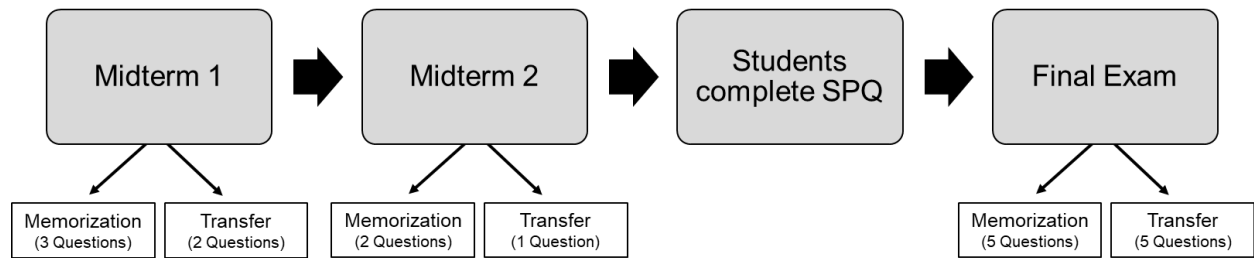 Midterm 1
Midterm 2
Students
complete SPQ
Final Exam
Memorization
(3 Questions)
Transfer
(2 Questions)
Memorization
(2 Questions)
Transfer
(1 Question)
Memorization
(5 Questions)
Transfer
(5 Questions)